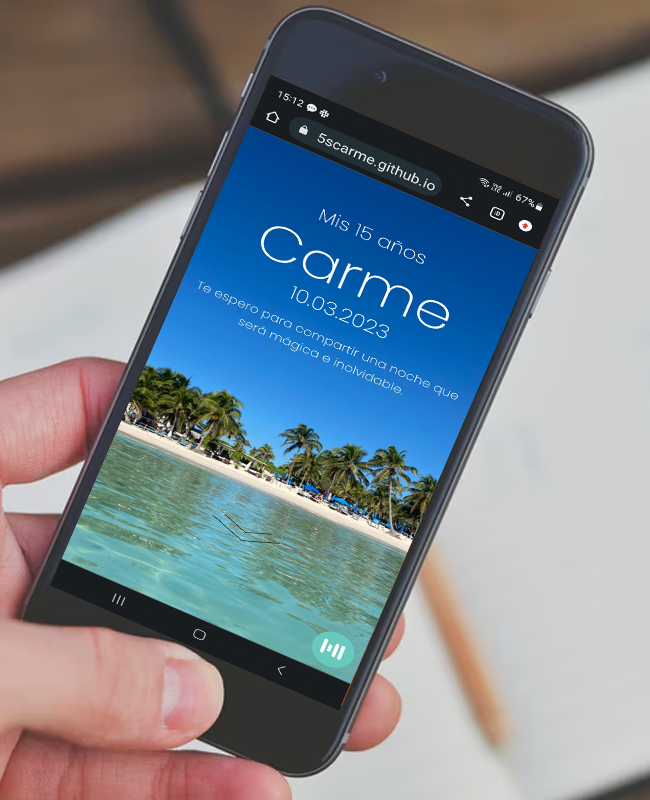 15:12
67%
5scarme.github.io
:D
Mis 15 años
Carme
10.03.2023
Te espero para compartir una noche que
será mágica e inolvidable.